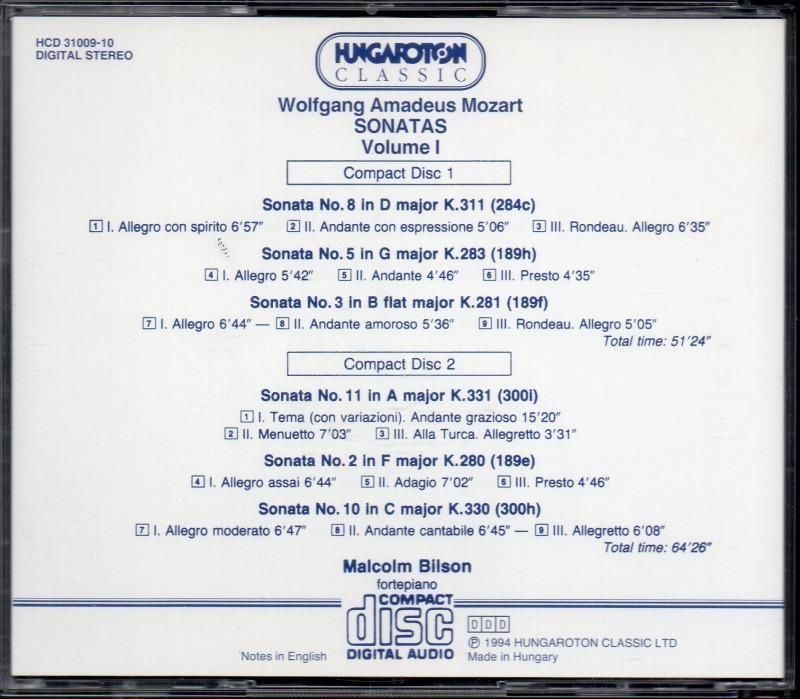 HCD 31009-10
DIGITAL STEREO
HUNGAROTON
CLASSIC
Wolfgang Amadeus Mozart
SONATAS
Volume I
Compact Disc 1
Sonata No. 8 in D major K.311 (284c)
1 I. Allegro con spirito 6′57″ 2 II. Andante con espressione 5′06″ 3 III. Rondeau. Allegro 6′35″
Sonata No. 5 in G major K.283 (189h)
4 I. Allegro 5′42″ 5 II. Andante 4′46″ 6 III. Presto 4′35″
Sonata No. 3 in B flat major K.281 (189f)
7 I. Allegro 6′44″ — 8 II. Andante amoroso 5′36″ 9 III. Rondeau. Allegro 5′05″
Total time: 51′24″
Compact Disc 2
Sonata No. 11 in A major K.331 (300i)
1 I. Tema (con variazioni). Andante grazioso 15′20″
2 II. Menuetto 7′03″ 3 III. Alla Turca. Allegretto 3′31″
Sonata No. 2 in F major K.280 (189e)
4 I. Allegro assai 6′44″ 5 II. Adagio 7′02″ 6 III. Presto 4′46″
Sonata No. 10 in C major K.330 (300h)
7 I. Allegro moderato 6′47″ 8 II. Andante cantabile 6′45″ — 9 III. Allegretto 6′08″
Total time: 64′26″
Malcolm Bilson
fortepiano
COMPACT
disc
DIGITAL AUDIO
DDD
℗ 1994 HUNGAROTON CLASSIC LTD
Notes in English
Made in Hungary